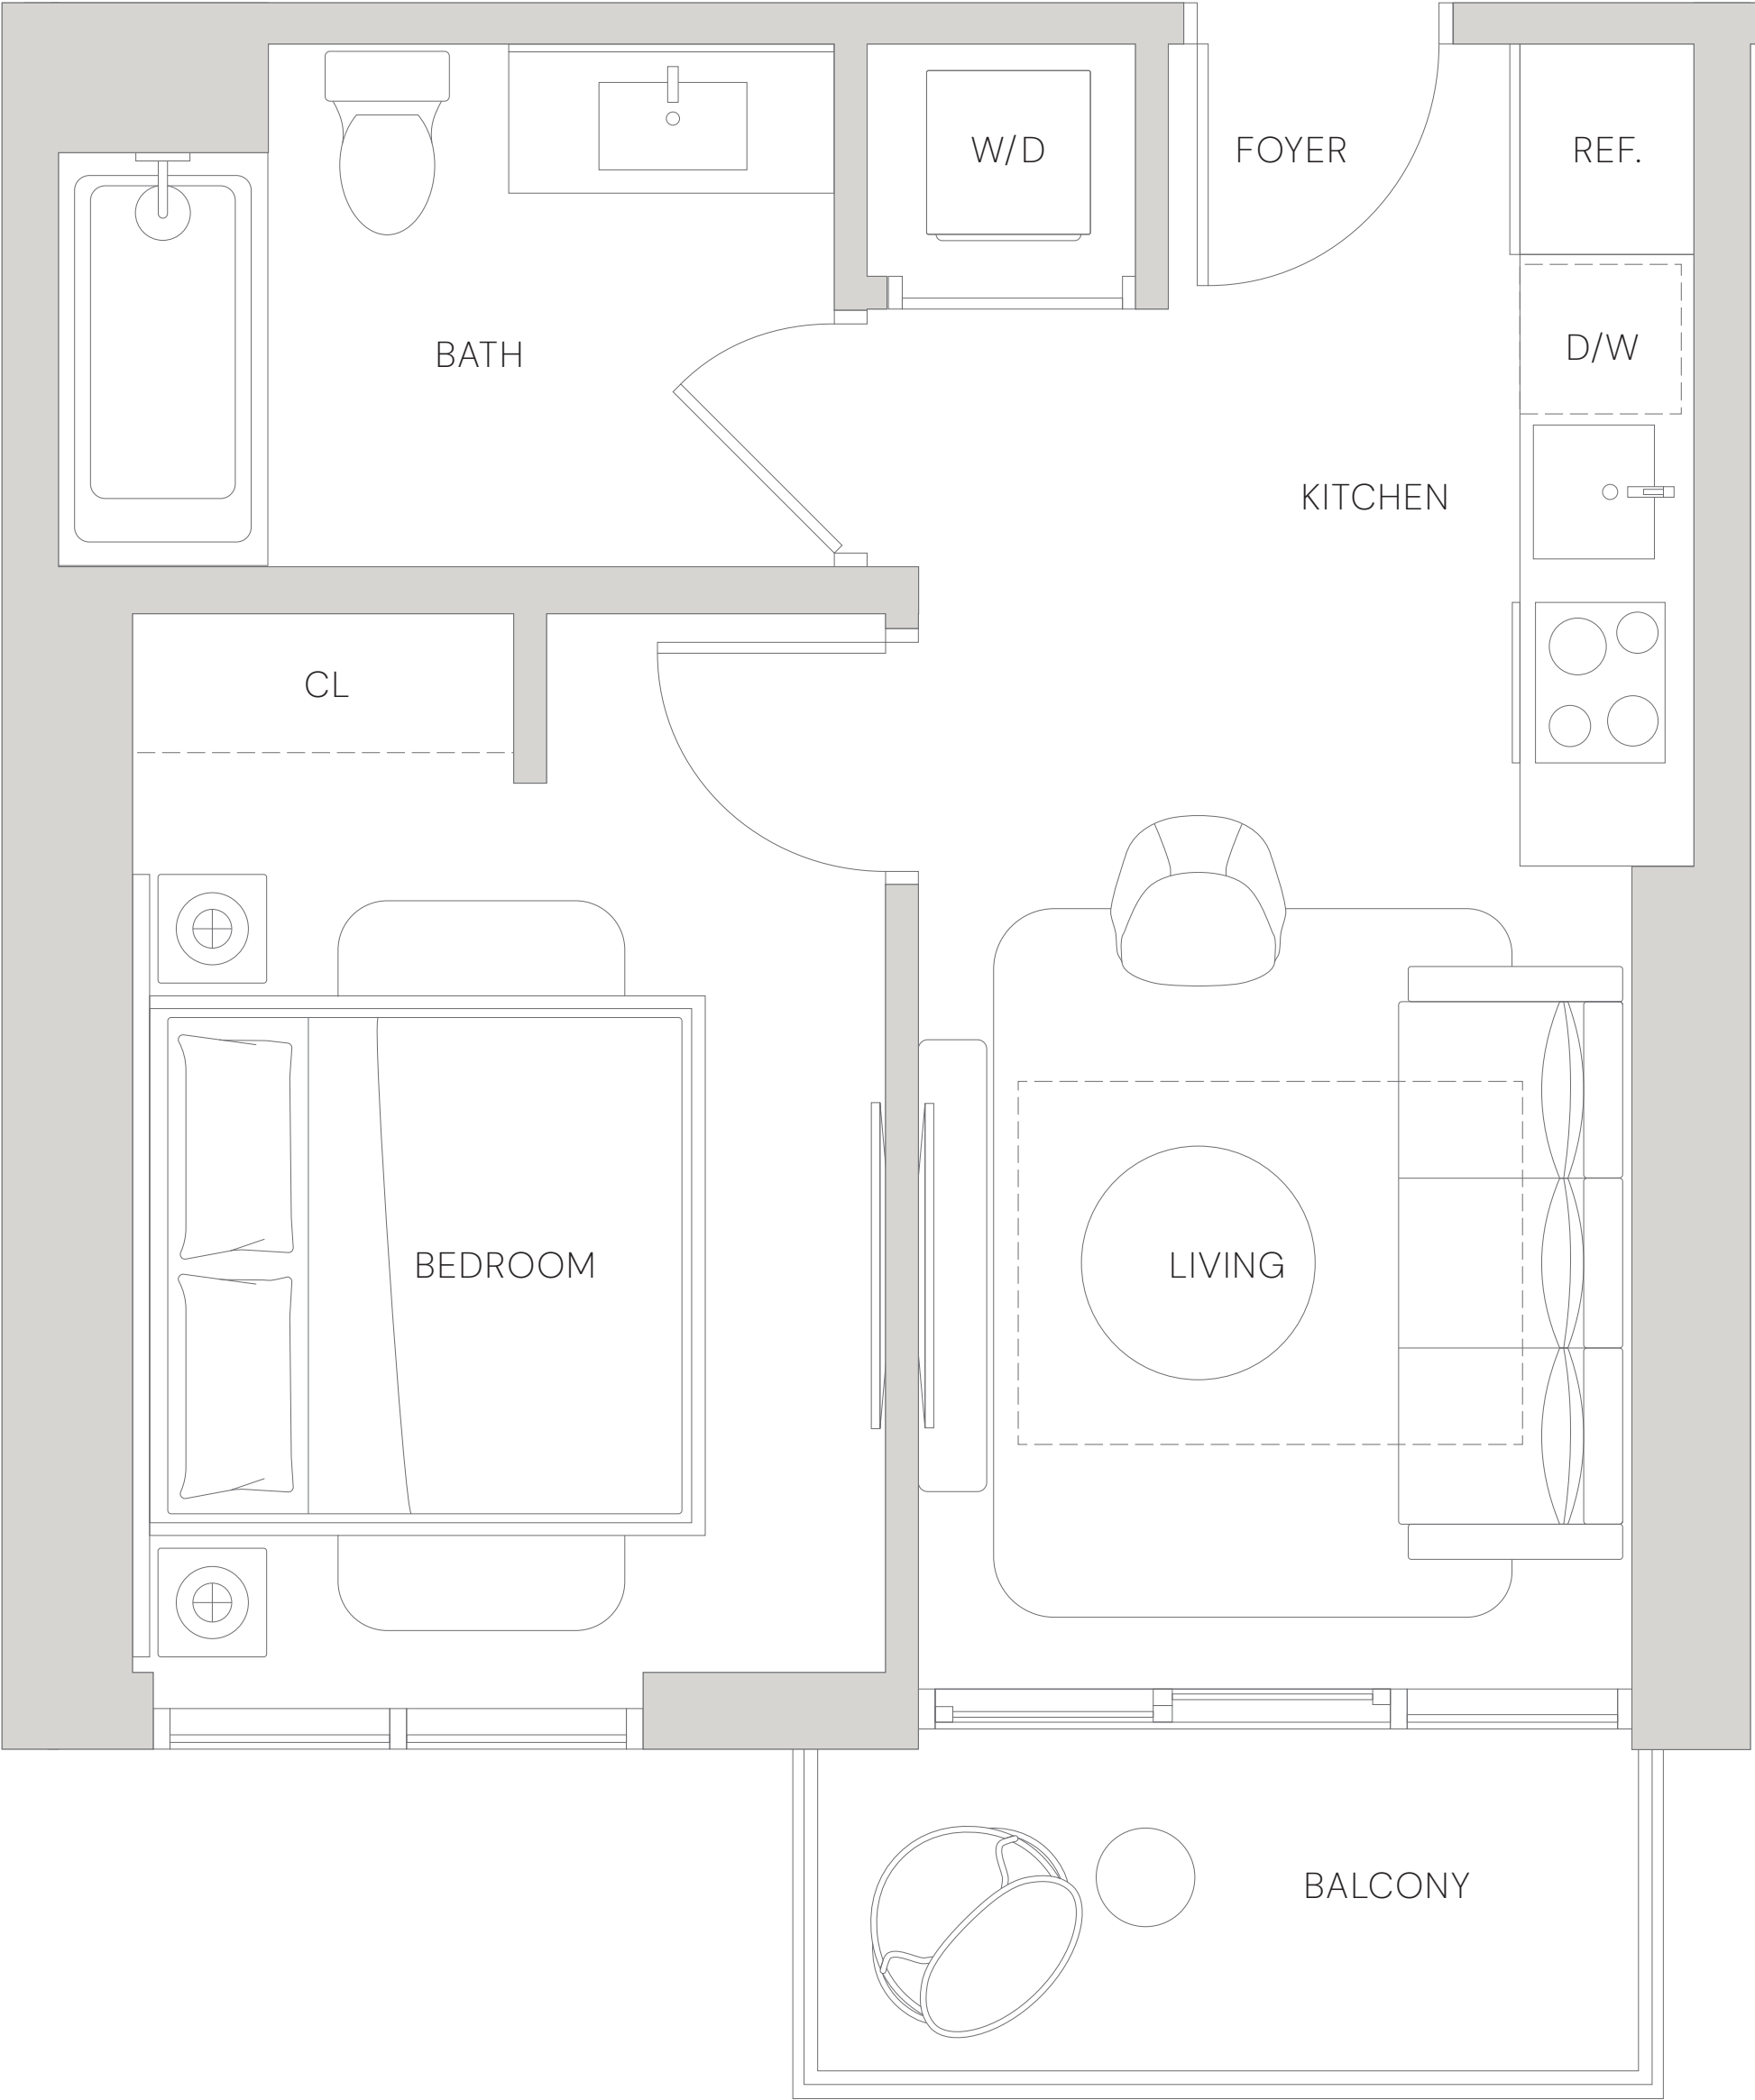 W/D
FOYER
REF.
BATH
D/W
KITCHEN
CL
BEDROOM
LIVING
BALCONY